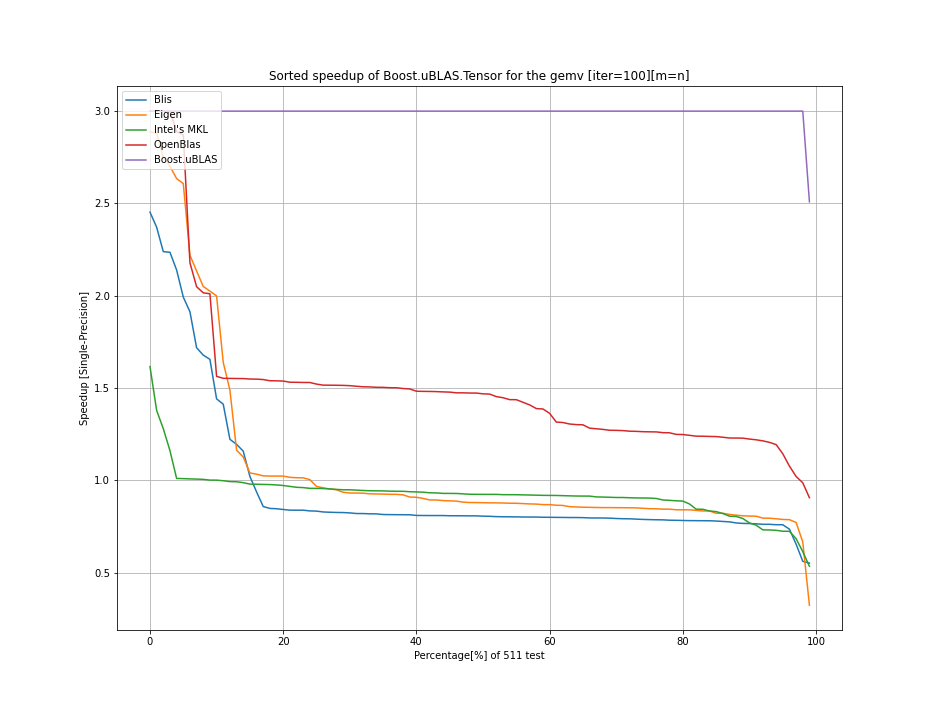 Sorted speedup of Boost.uBLAS.Tensor for the gemv [iter=100][m=n]
Blis
Eigen
Intel's MKL
OpenBlas
Boost.uBLAS
3.0
2.5
2.0
1.5
1.0
0.5
Speedup [Single-Precision]
0 20 40 60 80 100
Percentage[%] of 511 test